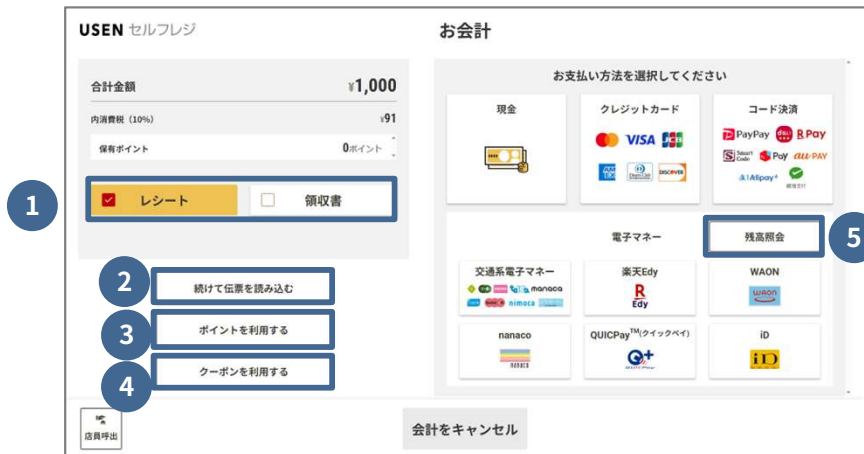 USEN セルフレジ
お会計
合計金額 ¥1,000
内消費税（10%） ¥91
保有ポイント 0ポイント
1
レシート
領収書
2
続けて伝票を読み込む
3
ポイントを利用する
4
クーポンを利用する
お支払い方法を選択してください
現金
クレジットカード
VISA JCB
DISCOVER
コード決済
PayPay R Pay
Smart Code d Pay au PAY
Alipay+
電子マネー
残高照会
5
交通系電子マネー
manaca
nimoca
楽天Edy
R
Edy
WAON
WAON
nanaco
nanaco
QUICPay™(クイックペイ)
Q+
iD
iD
店員呼出
会計をキャンセル